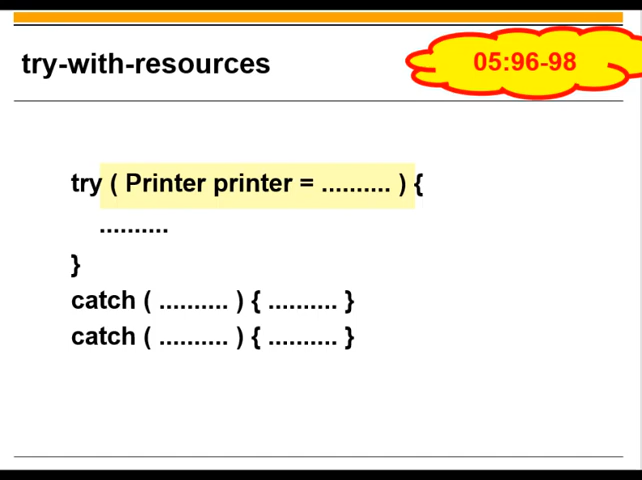 try-with-resources
05:96-98
try ( Printer printer = .......... ) {
..........
}
catch ( .......... ) { .......... }
catch ( .......... ) { .......... }